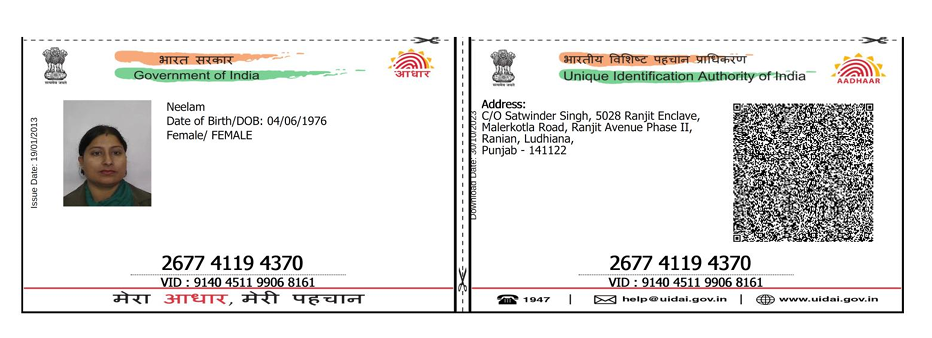 भारत सरकार
Government of India
आधार
Issue Date: 19/01/2013
Neelam
Date of Birth/DOB: 04/06/1976
Female/ FEMALE
2677 4119 4370
VID : 9140 4511 9906 8161
मेरा आधार, मेरी पहचान
भारतीय विशिष्ट पहचान प्राधिकरण
Unique Identification Authority of India
AADHAAR
Download Date: 30/10/2023
Address:
C/O Satwinder Singh, 5028 Ranjit Enclave,
Malerkotla Road, Ranjit Avenue Phase II,
Ranian, Ludhiana,
Punjab - 141122
2677 4119 4370
VID : 9140 4511 9906 8161
1947 | help@uidai.gov.in | www.uidai.gov.in